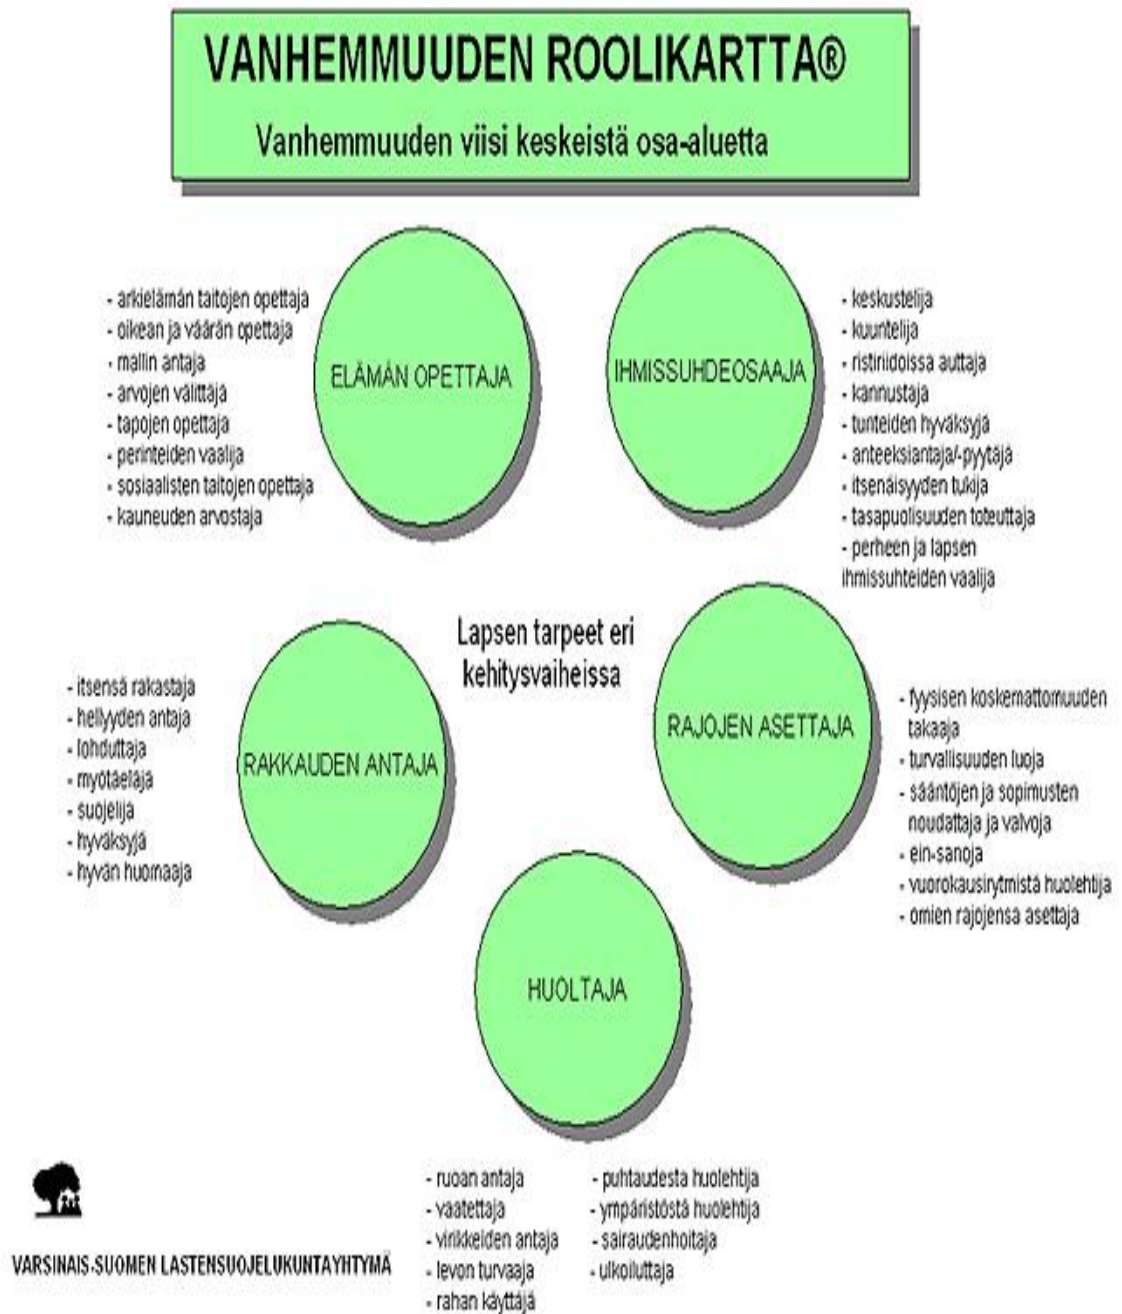 VANHEMMUUDEN ROOLIKARTTA®
Vanhemmuuden viisi keskeistä osa-aluetta
- arkielämän taitojen opettaja
- oikean ja väärän opettaja
- mallin antaja
- arvojen välittäjä
- tapojen opettaja
- perinteiden vaalija
- sosiaalisten taitojen opettaja
- kauneuden arvostaja
ELÄMÄN OPETTAJA
IHMISSUHDEOSAAJA
- keskustelija
- kuuntelija
- ristiriidoissa auttaja
- kannustaja
- tunteiden hyväksyjä
- anteeksiantaja/-pyytäjä
- itsenäisyyden tukija
- tasapuolisuuden toteuttaja
- perheen ja lapsen
ihmissuhteiden vaalija
Lapsen tarpeet eri
kehitysvaiheissa
- itsensä rakastaja
- hellyyden antaja
- lohduttaja
- myötäeläjä
- suojelija
- hyväksyjä
- hyvän huomaaja
RAKKAUDEN ANTAJA
RAJOJEN ASETTAJA
- fyysisen koskemattomuuden
takaaja
- turvallisuuden luoja
- sääntöjen ja sopimusten
noudattaja ja valvoja
- ein-sanoja
- vuorokausirytmistä huolehtija
- omien rajojensa asettaja
HUOLTAJA
- ruoan antaja
- vaatettaja
- virikkeiden antaja
- levon turvaaja
- rahan käyttäjä
- puhtaudesta huolehtija
- ympäristöstä huolehtija
- sairaudenhoitaja
- ulkoiluttaja
VARSINAIS-SUOMEN LASTENSUOJELUKUNTAYHTYMÄ